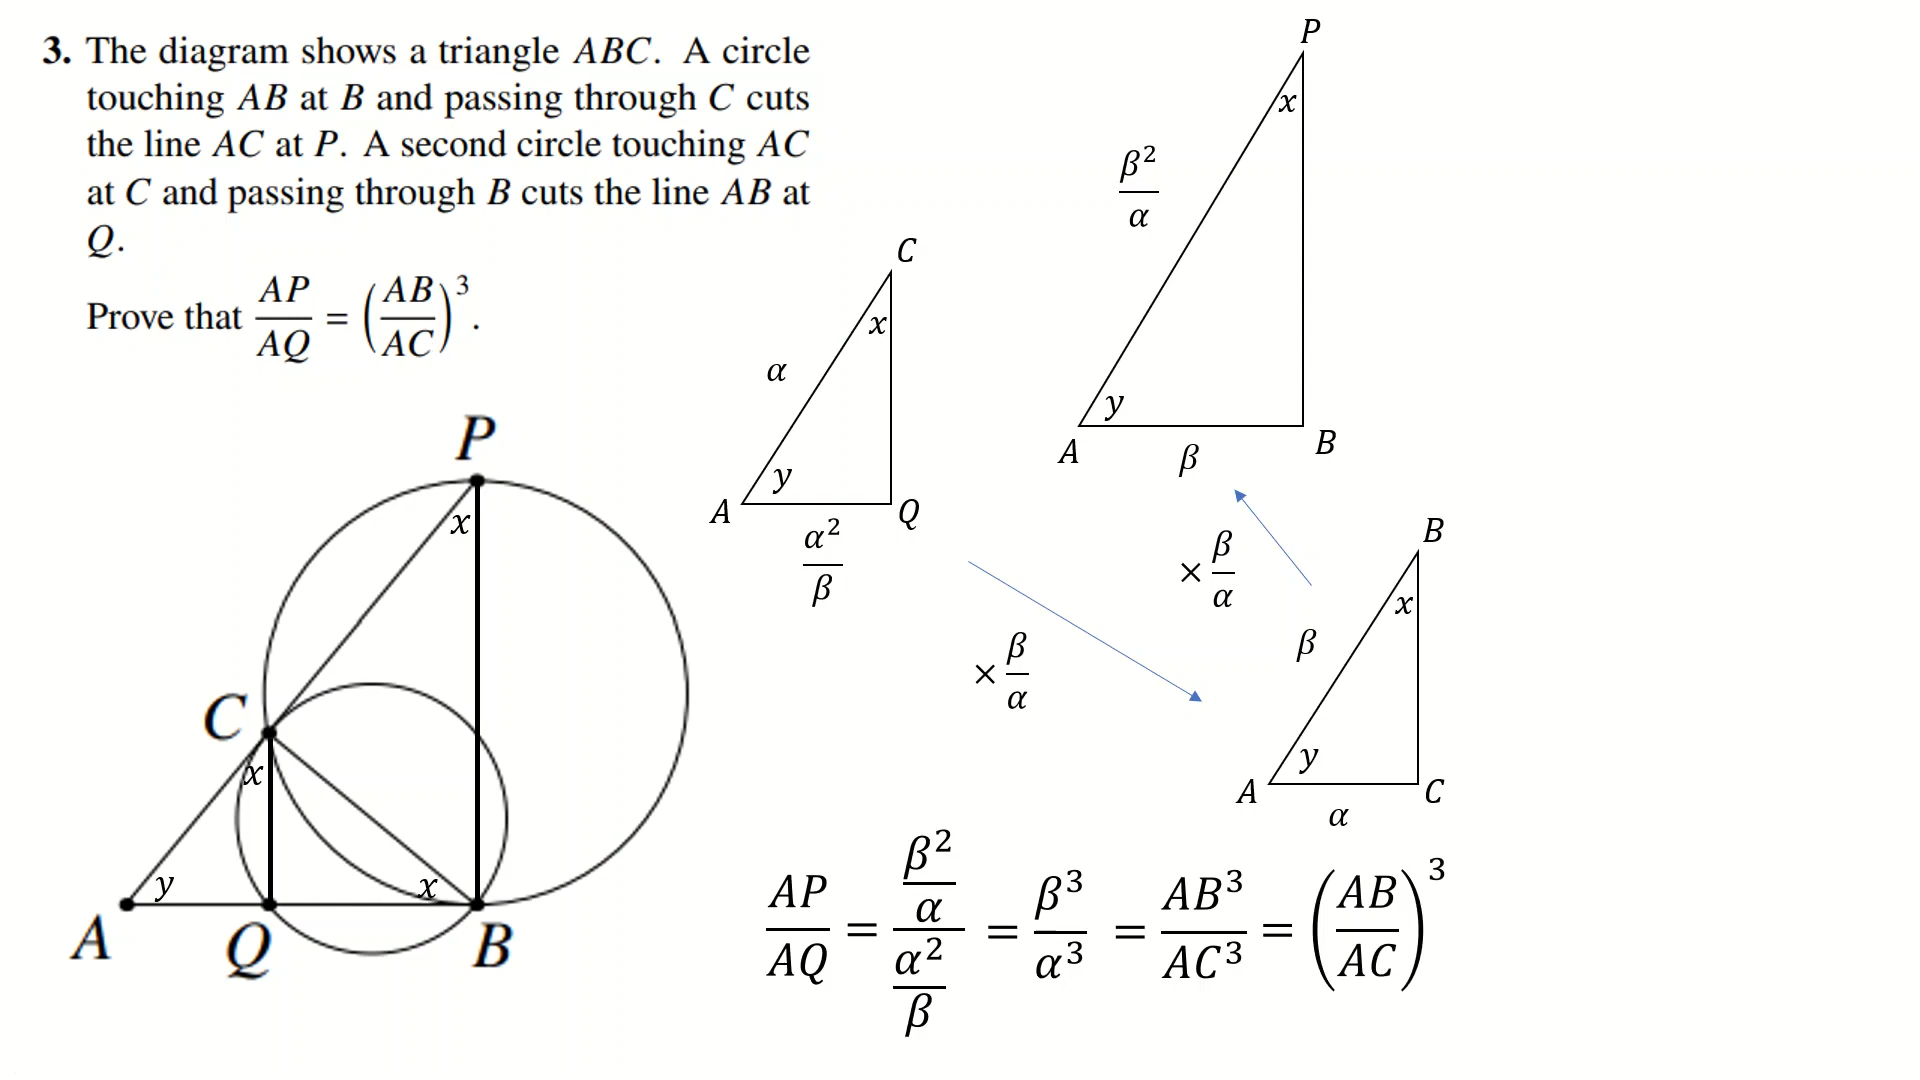 3. The diagram shows a triangle ABC. A circle
touching AB at B and passing through C cuts
the line AC at P. A second circle touching AC
at C and passing through B cuts the line AB at
Q.
Prove that AP/AQ = (AB/AC)³.
P
x
C
x
y
x
A
Q
B
C
x
α
y
A
Q
α²/β
P
x
β²/α
y
A
B
β
× β/α
× β/α
B
x
β
y
A
C
α
AP/AQ = (β²/α)/(α²/β) = β³/α³ = AB³/AC³ = (AB/AC)³